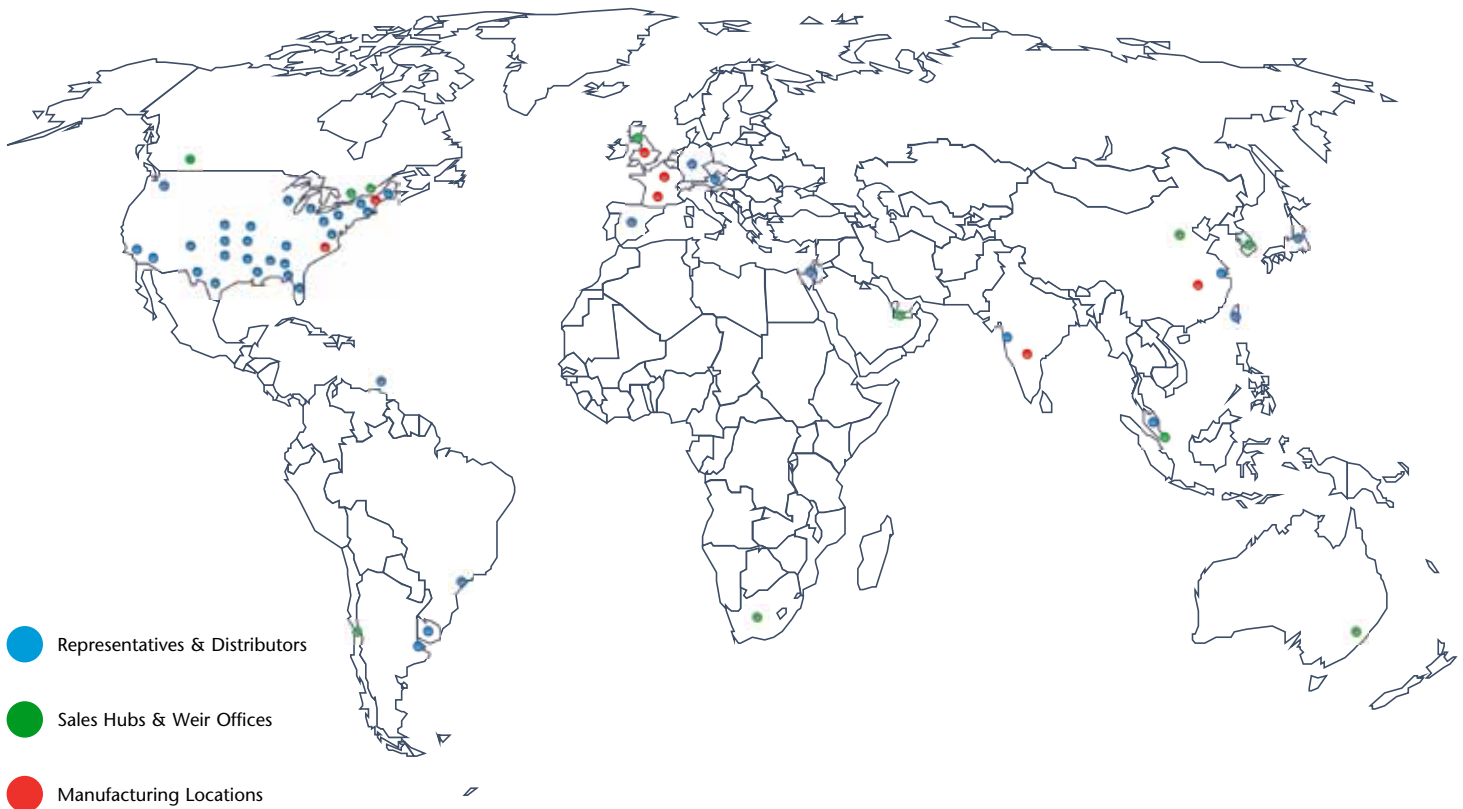 Representatives & Distributors
Sales Hubs & Weir Offices
Manufacturing Locations